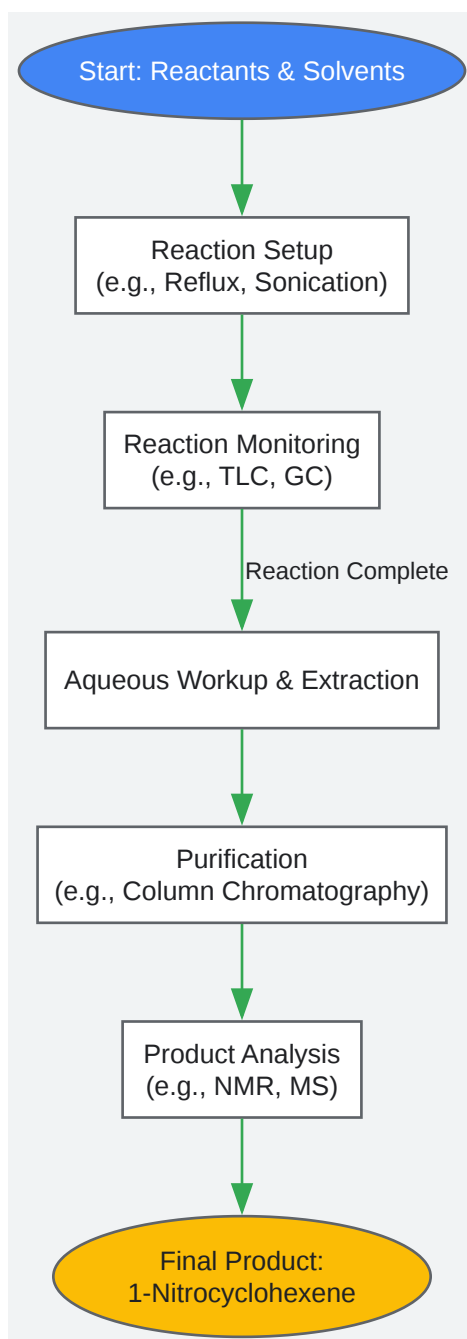 Start: Reactants & Solvents
Reaction Setup
(e.g., Reflux, Sonication)
Reaction Monitoring
(e.g., TLC, GC)
Reaction Complete
Aqueous Workup & Extraction
Purification
(e.g., Column Chromatography)
Product Analysis
(e.g., NMR, MS)
Final Product:
1-Nitrocyclohexene